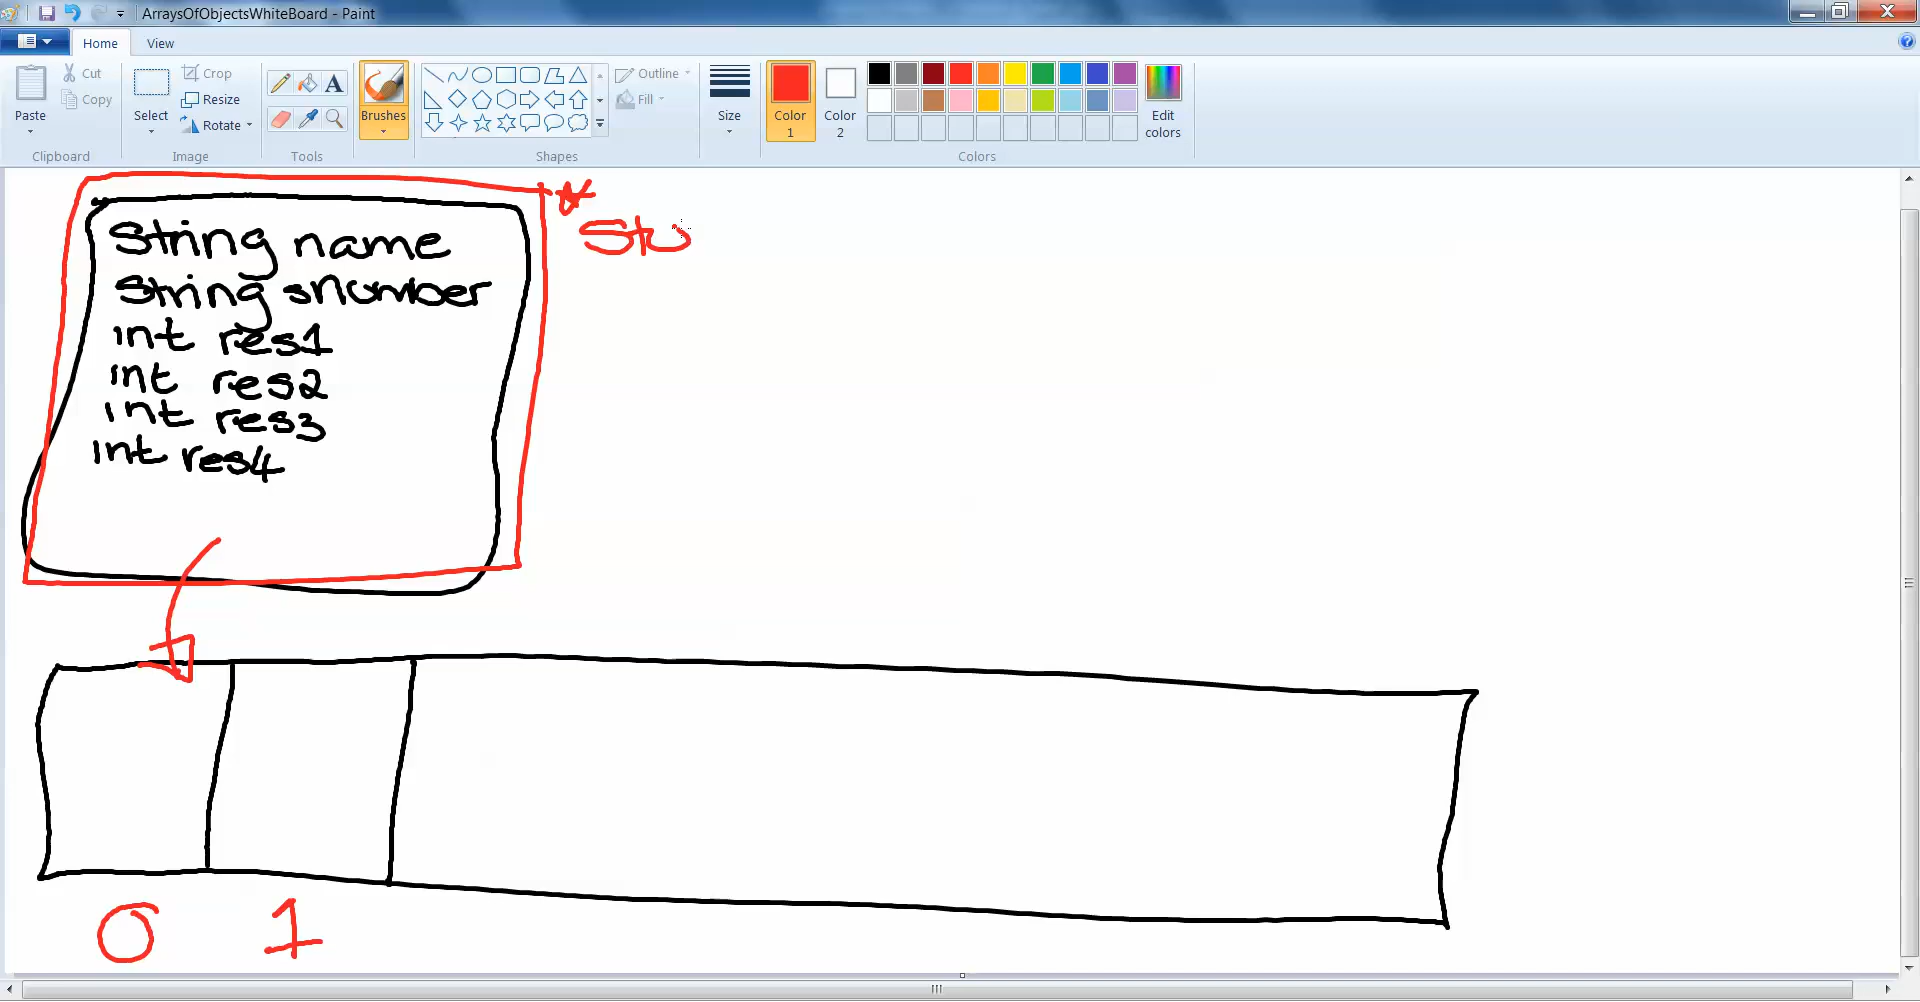 ArraysOfObjectsWhiteBoard - Paint
Home View
Paste
Cut
Copy
Clipboard
Select
Crop
Resize
Rotate
Image
Tools
Brushes
Shapes
Outline
Fill
Size
Color 1
Color 2
Colors
Edit colors
String name
String snumber
int res1
int res2
int res3
int res4
Stu
0 1